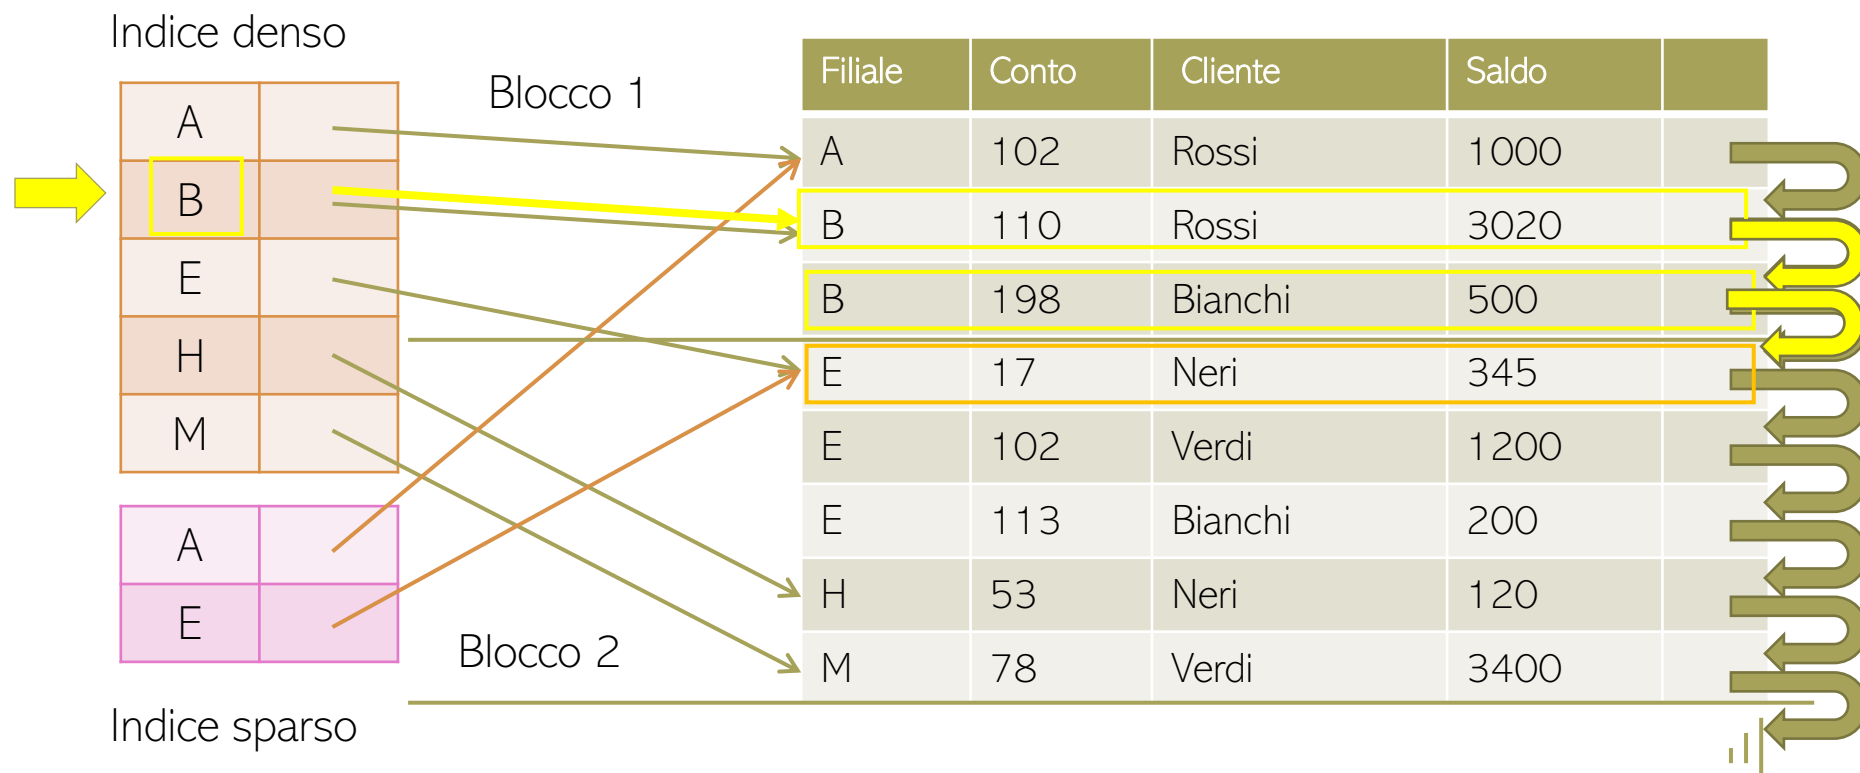 Indice denso
A
B
E
H
M
A
E
Indice sparso
Blocco 1
Blocco 2
Filiale Conto Cliente Saldo
A 102 Rossi 1000
B 110 Rossi 3020
B 198 Bianchi 500
E 17 Neri 345
E 102 Verdi 1200
E 113 Bianchi 200
H 53 Neri 120
M 78 Verdi 3400